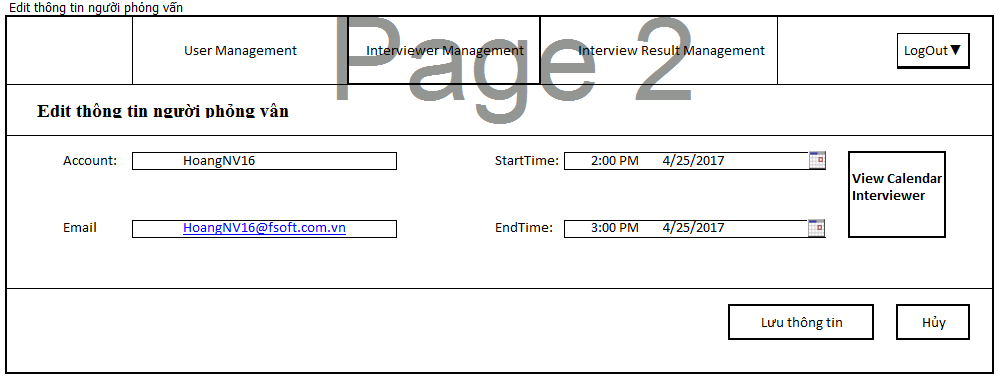 Edit thông tin người phỏng vấn
Page 2
User Management
Interviewer Management
Interview Result Management
LogOut▼
Edit thông tin người phỏng vấn
Account:
HoangNV16
StartTime:
2:00 PM 4/25/2017
View Calendar
Interviewer
Email
HoangNV16@fsoft.com.vn
EndTime:
3:00 PM 4/25/2017
Lưu thông tin
Hủy